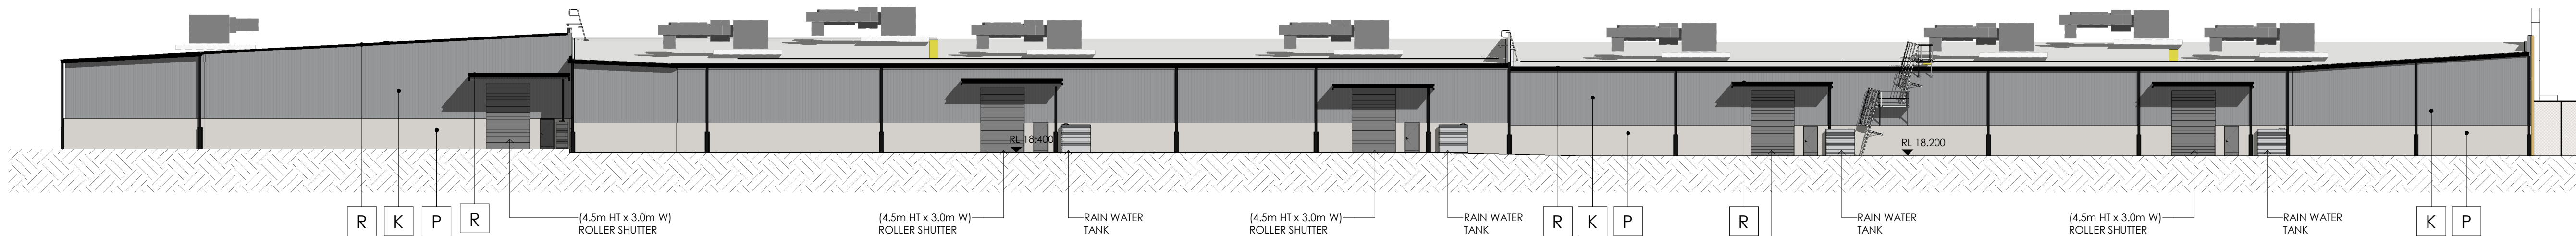 RL 18.400
RL 18.200
R
K
P
R
(4.5m HT x 3.0m W)
ROLLER SHUTTER
(4.5m HT x 3.0m W)
ROLLER SHUTTER
RAIN WATER
TANK
(4.5m HT x 3.0m W)
ROLLER SHUTTER
RAIN WATER
TANK
R
K
P
R
RAIN WATER
TANK
(4.5m HT x 3.0m W)
ROLLER SHUTTER
RAIN WATER
TANK
K
P